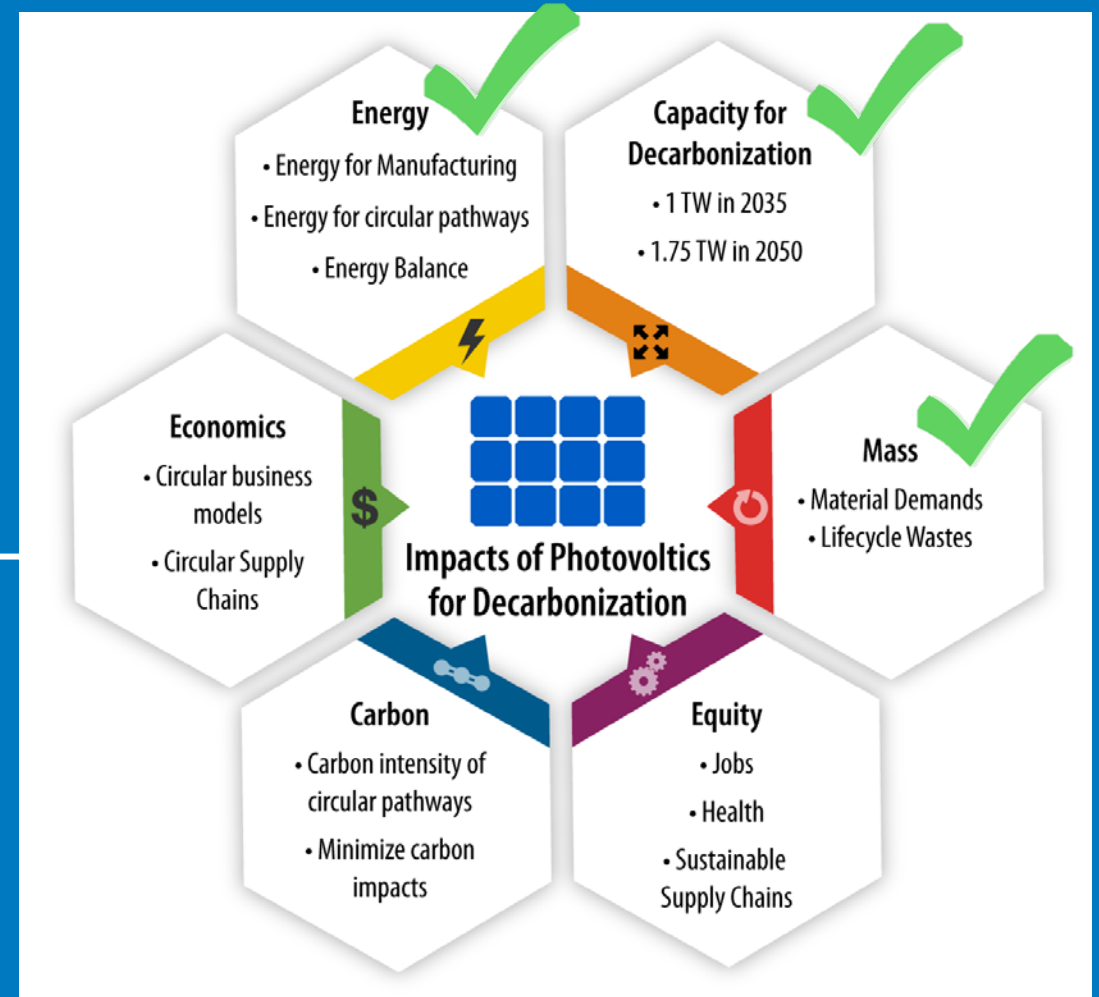 Energy
• Energy for Manufacturing
• Energy for circular pathways
• Energy Balance
Capacity for
Decarbonization
• 1 TW in 2035
• 1.75 TW in 2050
Economics
• Circular business
models
• Circular Supply
Chains
$
Impacts of Photovoltics
for Decarbonization
Mass
• Material Demands
• Lifecycle Wastes
Carbon
• Carbon intensity of
circular pathways
• Minimize carbon
impacts
Equity
• Jobs
• Health
• Sustainable
Supply Chains